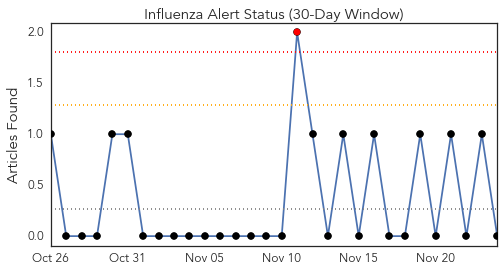 Influenza Alert Status (30-Day Window)
2.0
1.5
1.0
0.5
0.0
Articles Found
Oct 26 Oct 31 Nov 05 Nov 10 Nov 15 Nov 20